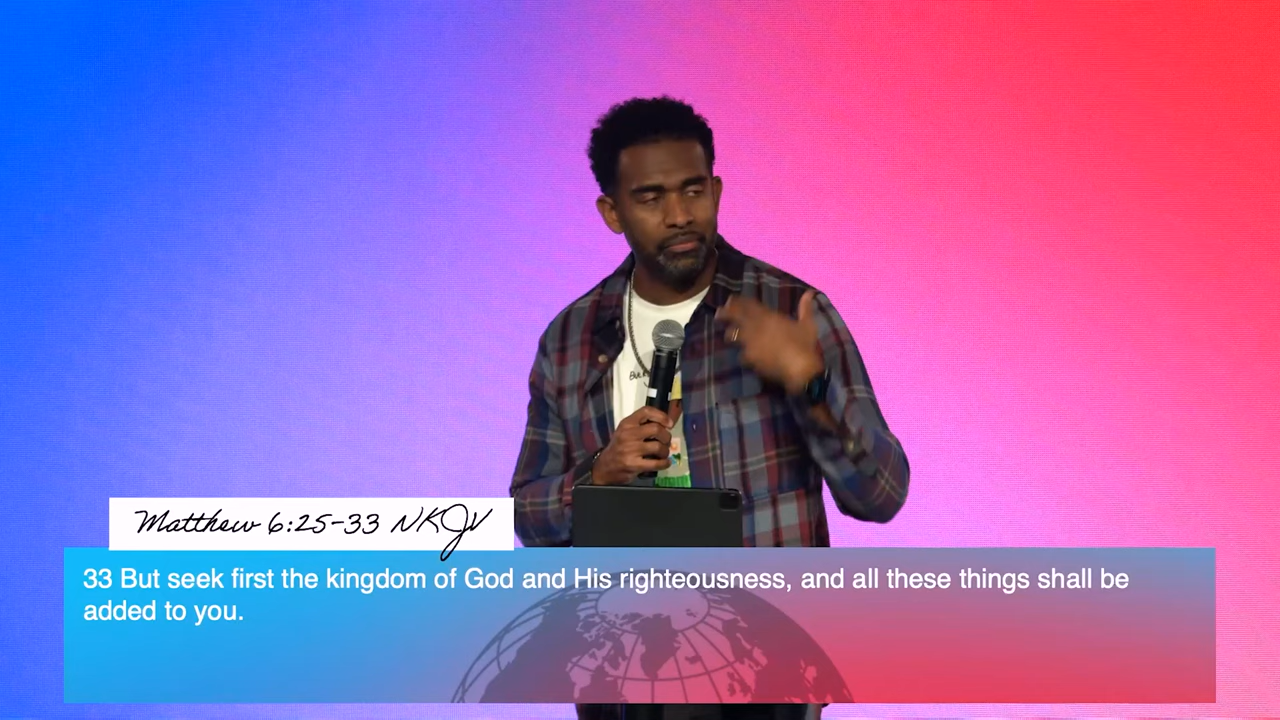 Matthew 6:25-33 NKJV
33 But seek first the kingdom of God and His righteousness, and all these things shall be
added to you.